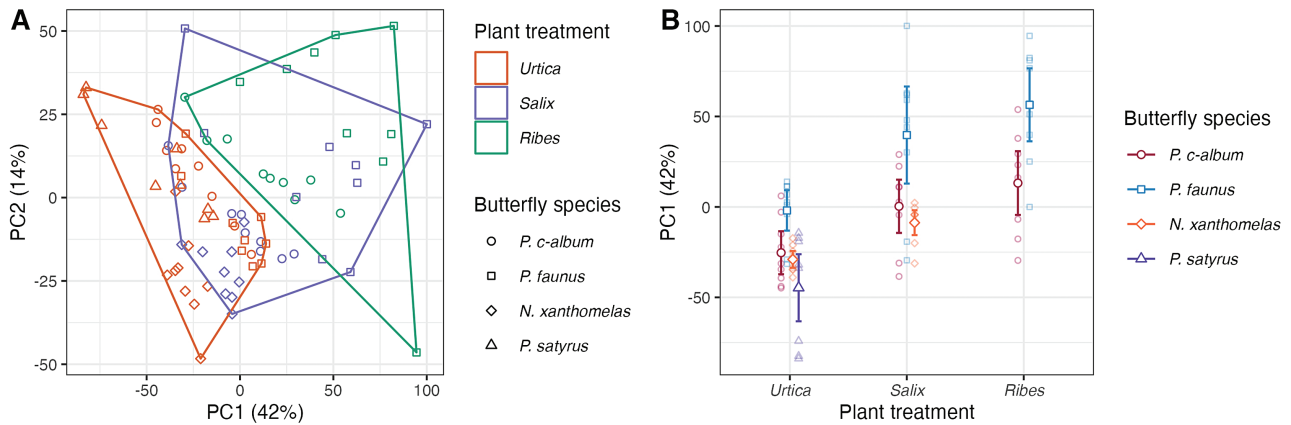 A
50
25
0
-25
-50
PC2 (14%)
-50
0
50
100
PC1 (42%)
Plant treatment
Urtica
Salix
Ribes
Butterfly species
P. c-album
P. faunus
N. xanthomelas
P. satyrus
B
100
50
0
-50
PC1 (42%)
Urtica
Salix
Ribes
Plant treatment
Butterfly species
P. c-album
P. faunus
N. xanthomelas
P. satyrus